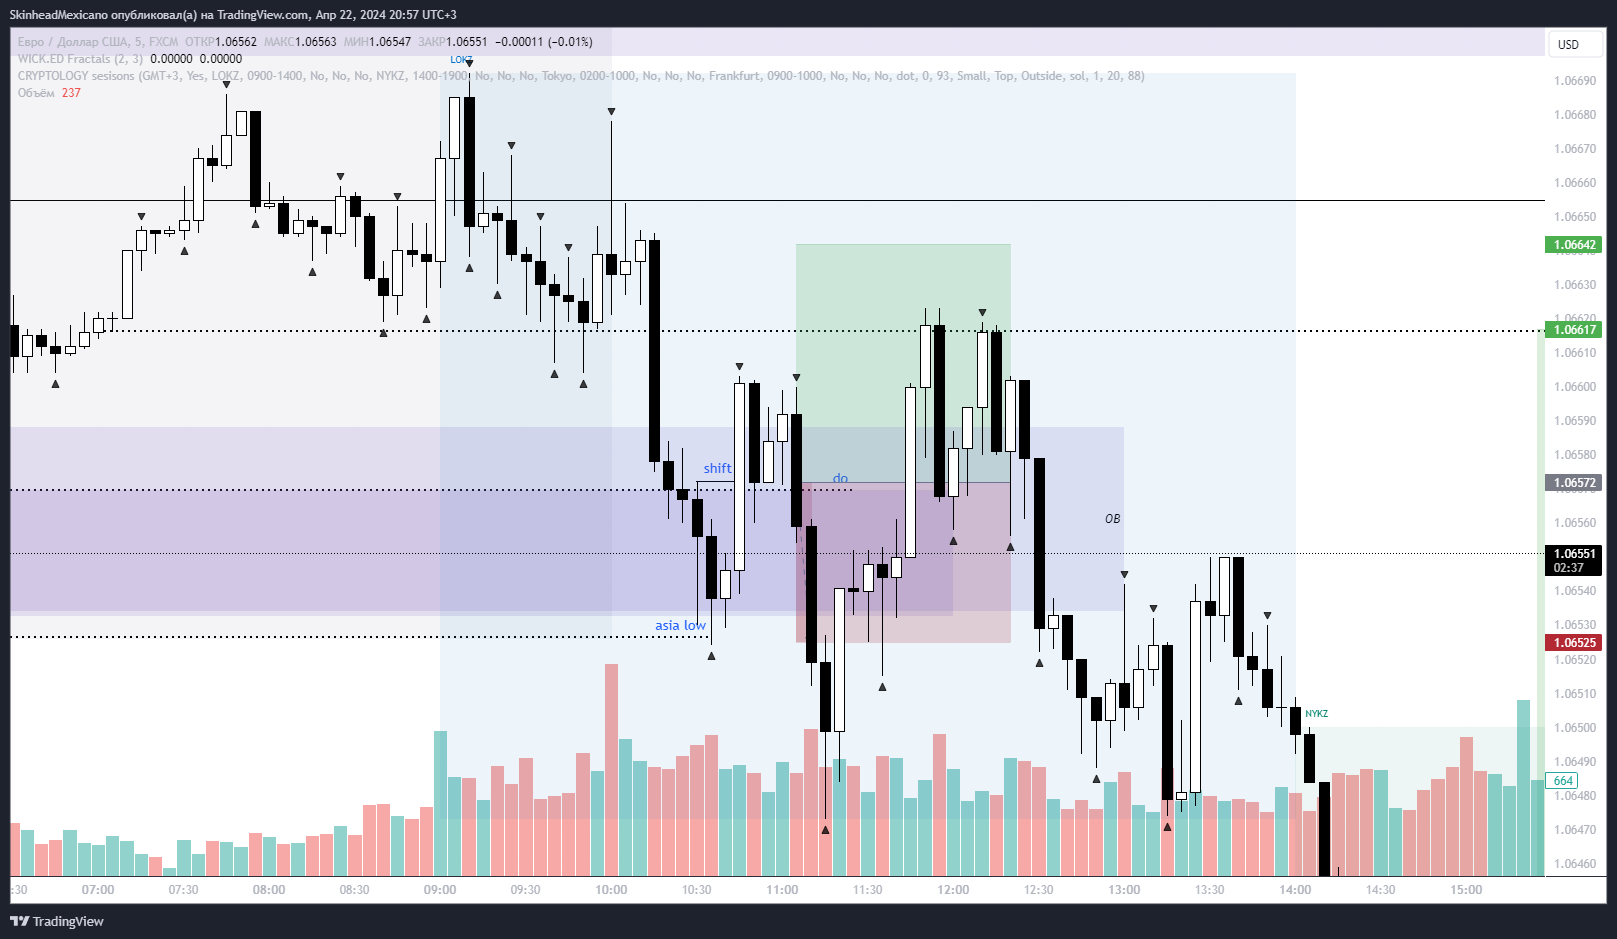 SkinheadMexicano опубликовал(а) на TradingView.com, Апр 22, 2024 20:57 UTC+3
Евро / Доллар США, 5, FXCM ОТКР1.06562 МАКС1.06563 МИН1.06547 ЗАКР1.06551 −0.00011 (−0.01%)
USD
WICK.ED Fractals (2, 3) 0.00000 0.00000
LOKZ
CRYPTOLOGY sesisons (GMT+3, Yes, LOKZ, 0900-1400, No, No, No, NYKZ, 1400-1900, No, No, No, Tokyo, 0200-1000, No, No, No, Frankfurt, 0900-1000, No, No, No, dot, 0, 93, Small, Top, Outside, sol, 1, 20, 88)
Объём 237
1.06690
1.06680
1.06670
1.06660
1.06650
1.06642
1.06630
1.06620
1.06617
1.06610
1.06600
1.06590
1.06580
shift
do
1.06572
OB
1.06560
1.06551
02:37
1.06540
asia low
1.06530
1.06525
1.06520
1.06510
NYKZ
1.06500
1.06490
664
1.06480
1.06470
1.06460
:30 07:00 07:30 08:00 08:30 09:00 09:30 10:00 10:30 11:00 11:30 12:00 12:30 13:00 13:30 14:00 14:30 15:00
TradingView